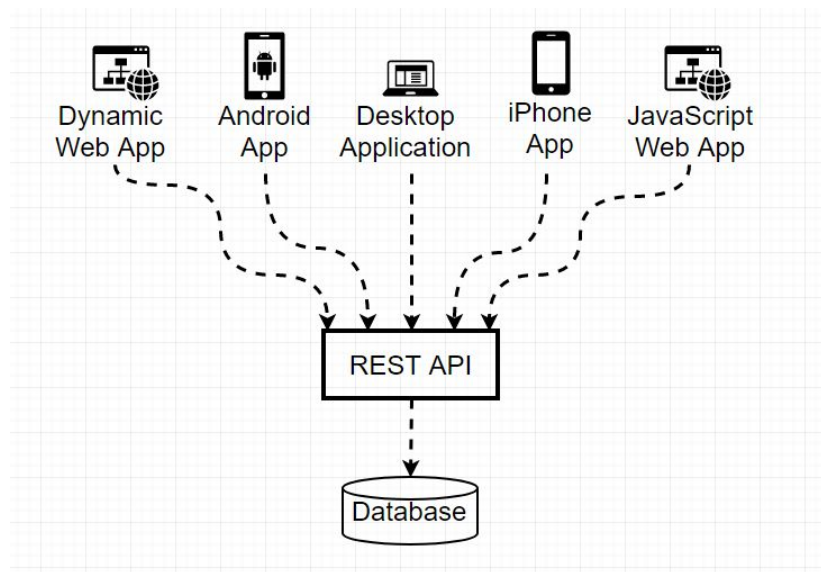 Dynamic
Web App
Android
App
Desktop
Application
iPhone
App
JavaScript
Web App
REST API
Database